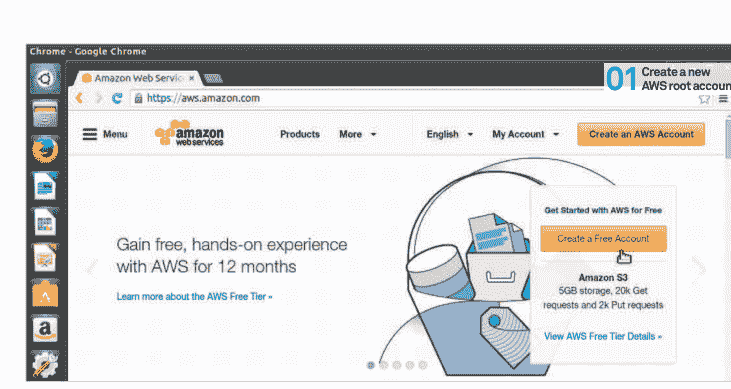 Chrome - Google Chrome
Amazon Web Servic
01 Create a new
AWS root accoun
https://aws.amazon.com
Menu
amazon
webservices
Products
More
English
My Account
Create an AWS Account
Get Started with AWS for Free
Create a Free Account
Gain free, hands-on experience
with AWS for 12 months
Learn more about the AWS Free Tier »
Amazon S3
5GB storage, 20k Get
requests and 2k Put requests
View AWS Free Tier Details »